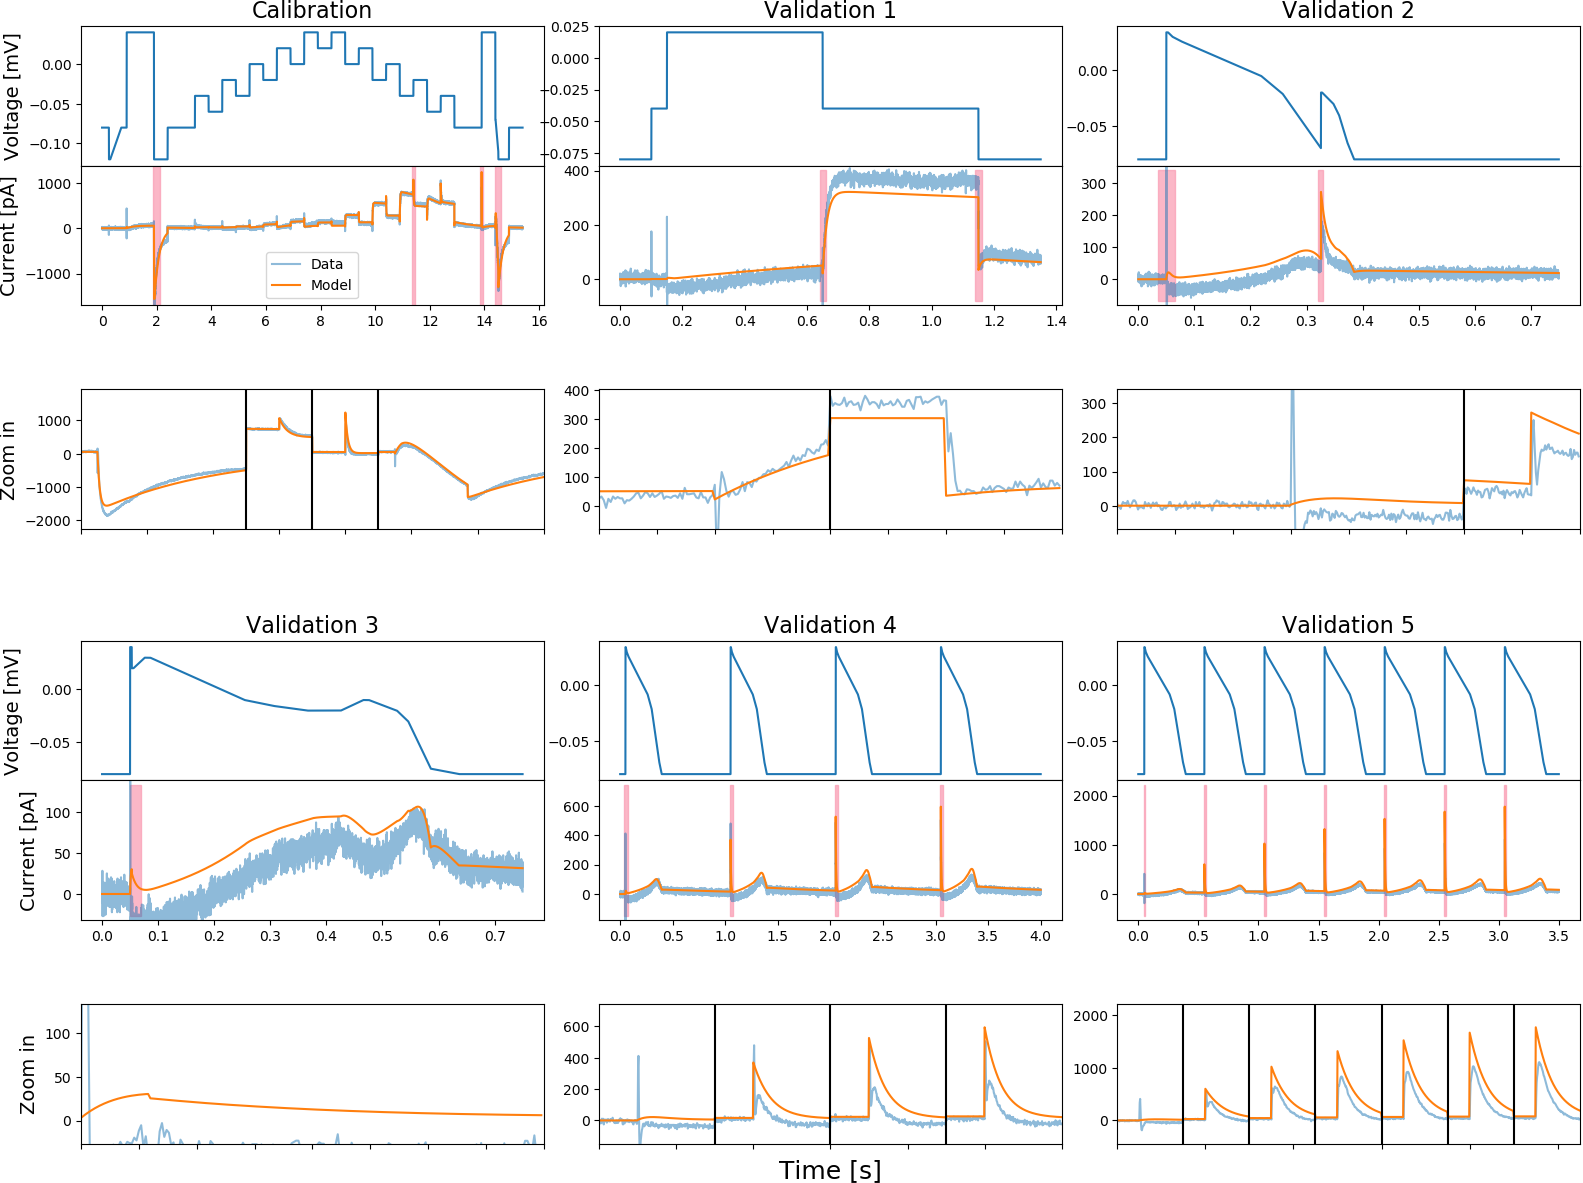 Calibration
Validation 1
Validation 2
Voltage [mV]
0.00
−0.05
−0.10
0.025
0.000
−0.025
−0.050
−0.075
0.00
−0.05
Current [pA]
1000
0
−1000
Data
Model
400
200
0
300
200
100
0
0 2 4 6 8 10 12 14 16
0.0 0.2 0.4 0.6 0.8 1.0 1.2 1.4
0.0 0.1 0.2 0.3 0.4 0.5 0.6 0.7
Zoom in
1000
0
−1000
−2000
400
300
200
100
0
300
200
100
0
Validation 3
Validation 4
Validation 5
Voltage [mV]
0.00
−0.05
0.00
−0.05
0.00
−0.05
Current [pA]
100
50
0
600
400
200
0
2000
1000
0
0.0 0.1 0.2 0.3 0.4 0.5 0.6 0.7
0.0 0.5 1.0 1.5 2.0 2.5 3.0 3.5 4.0
0.0 0.5 1.0 1.5 2.0 2.5 3.0 3.5
Zoom in
100
50
0
600
400
200
0
2000
1000
0
Time [s]